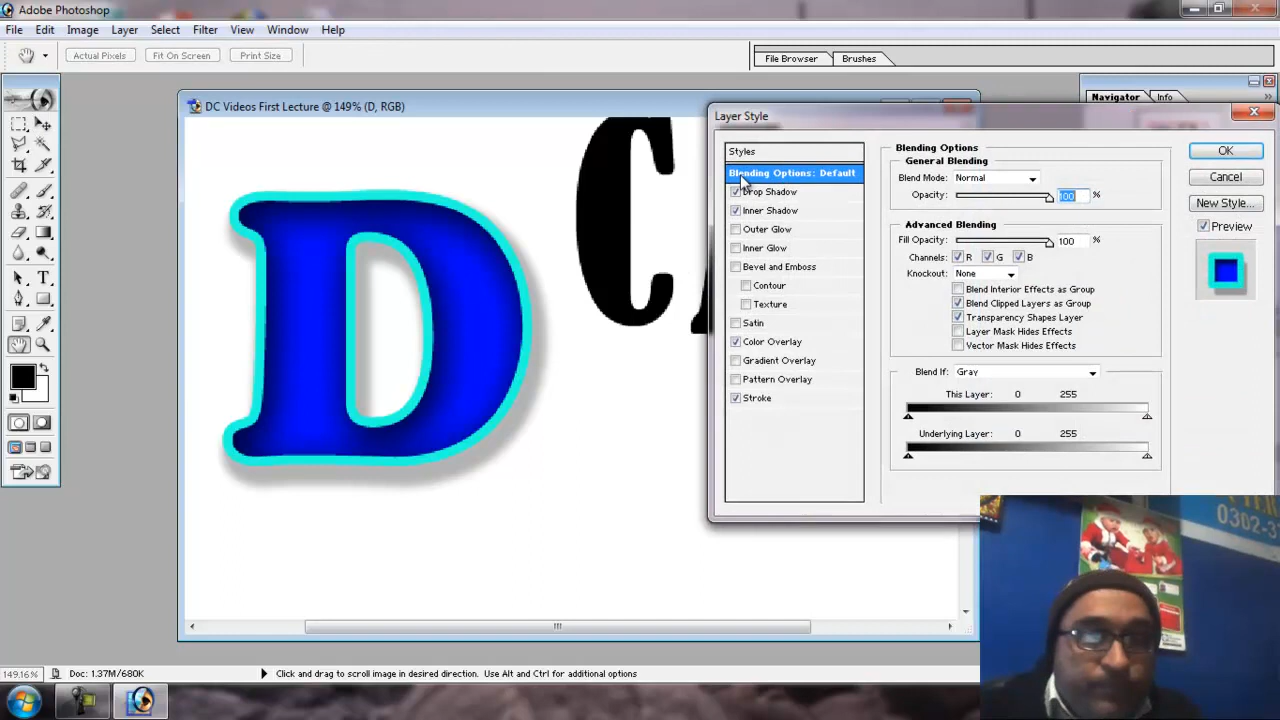 Adobe Photoshop
File Edit Image Layer Select Filter View Window Help
Actual Pixels Fit On Screen Print Size
File Browser Brushes
DC Videos First Lecture @ 149% (D, RGB)
Navigator Info
D
C
Layer Style
Styles
Blending Options: Default
Drop Shadow
Inner Shadow
Outer Glow
Inner Glow
Bevel and Emboss
Contour
Texture
Satin
Color Overlay
Gradient Overlay
Pattern Overlay
Stroke
Blending Options
General Blending
Blend Mode: Normal
Opacity: 100 %
Advanced Blending
Fill Opacity: 100 %
Channels: R G B
Knockout: None
Blend Interior Effects as Group
Blend Clipped Layers as Group
Transparency Shapes Layer
Layer Mask Hides Effects
Vector Mask Hides Effects
Blend If: Gray
This Layer: 0 255
Underlying Layer: 0 255
OK
Cancel
New Style...
Preview
0302-3
149.16% Doc: 1.37M/680K Click and drag to scroll image in desired direction. Use Alt and Ctrl for additional options